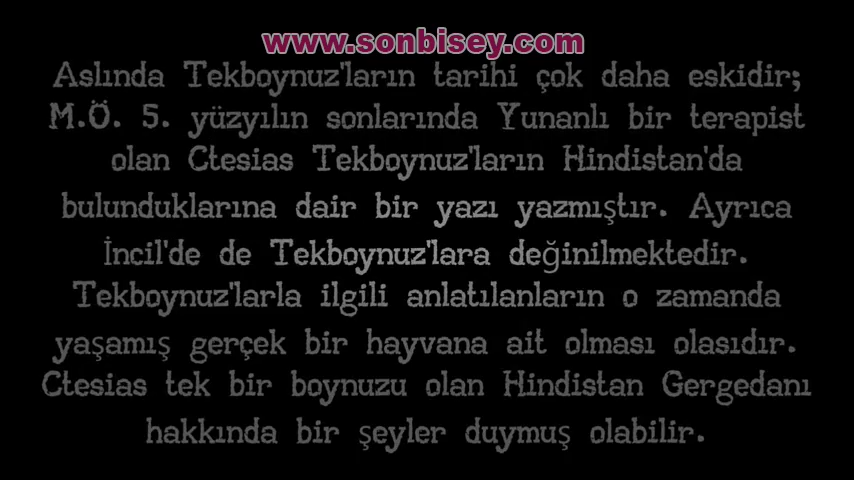 www.sonbisey.com
Aslında Tekboynuz'ların tarihi çok daha eskidir;
M.Ö. 5. yüzyılın sonlarında Yunanlı bir terapist
olan Ctesias Tekboynuz'ların Hindistan'da
bulunduklarına dair bir yazı yazmıştır. Ayrıca
İncil'de de Tekboynuz'lara değinilmektedir.
Tekboynuz'larla ilgili anlatılanların o zamanda
yaşamış gerçek bir hayvana ait olması olasıdır.
Ctesias tek bir boynuzu olan Hindistan Gergedanı
hakkında bir şeyler duymuş olabilir.